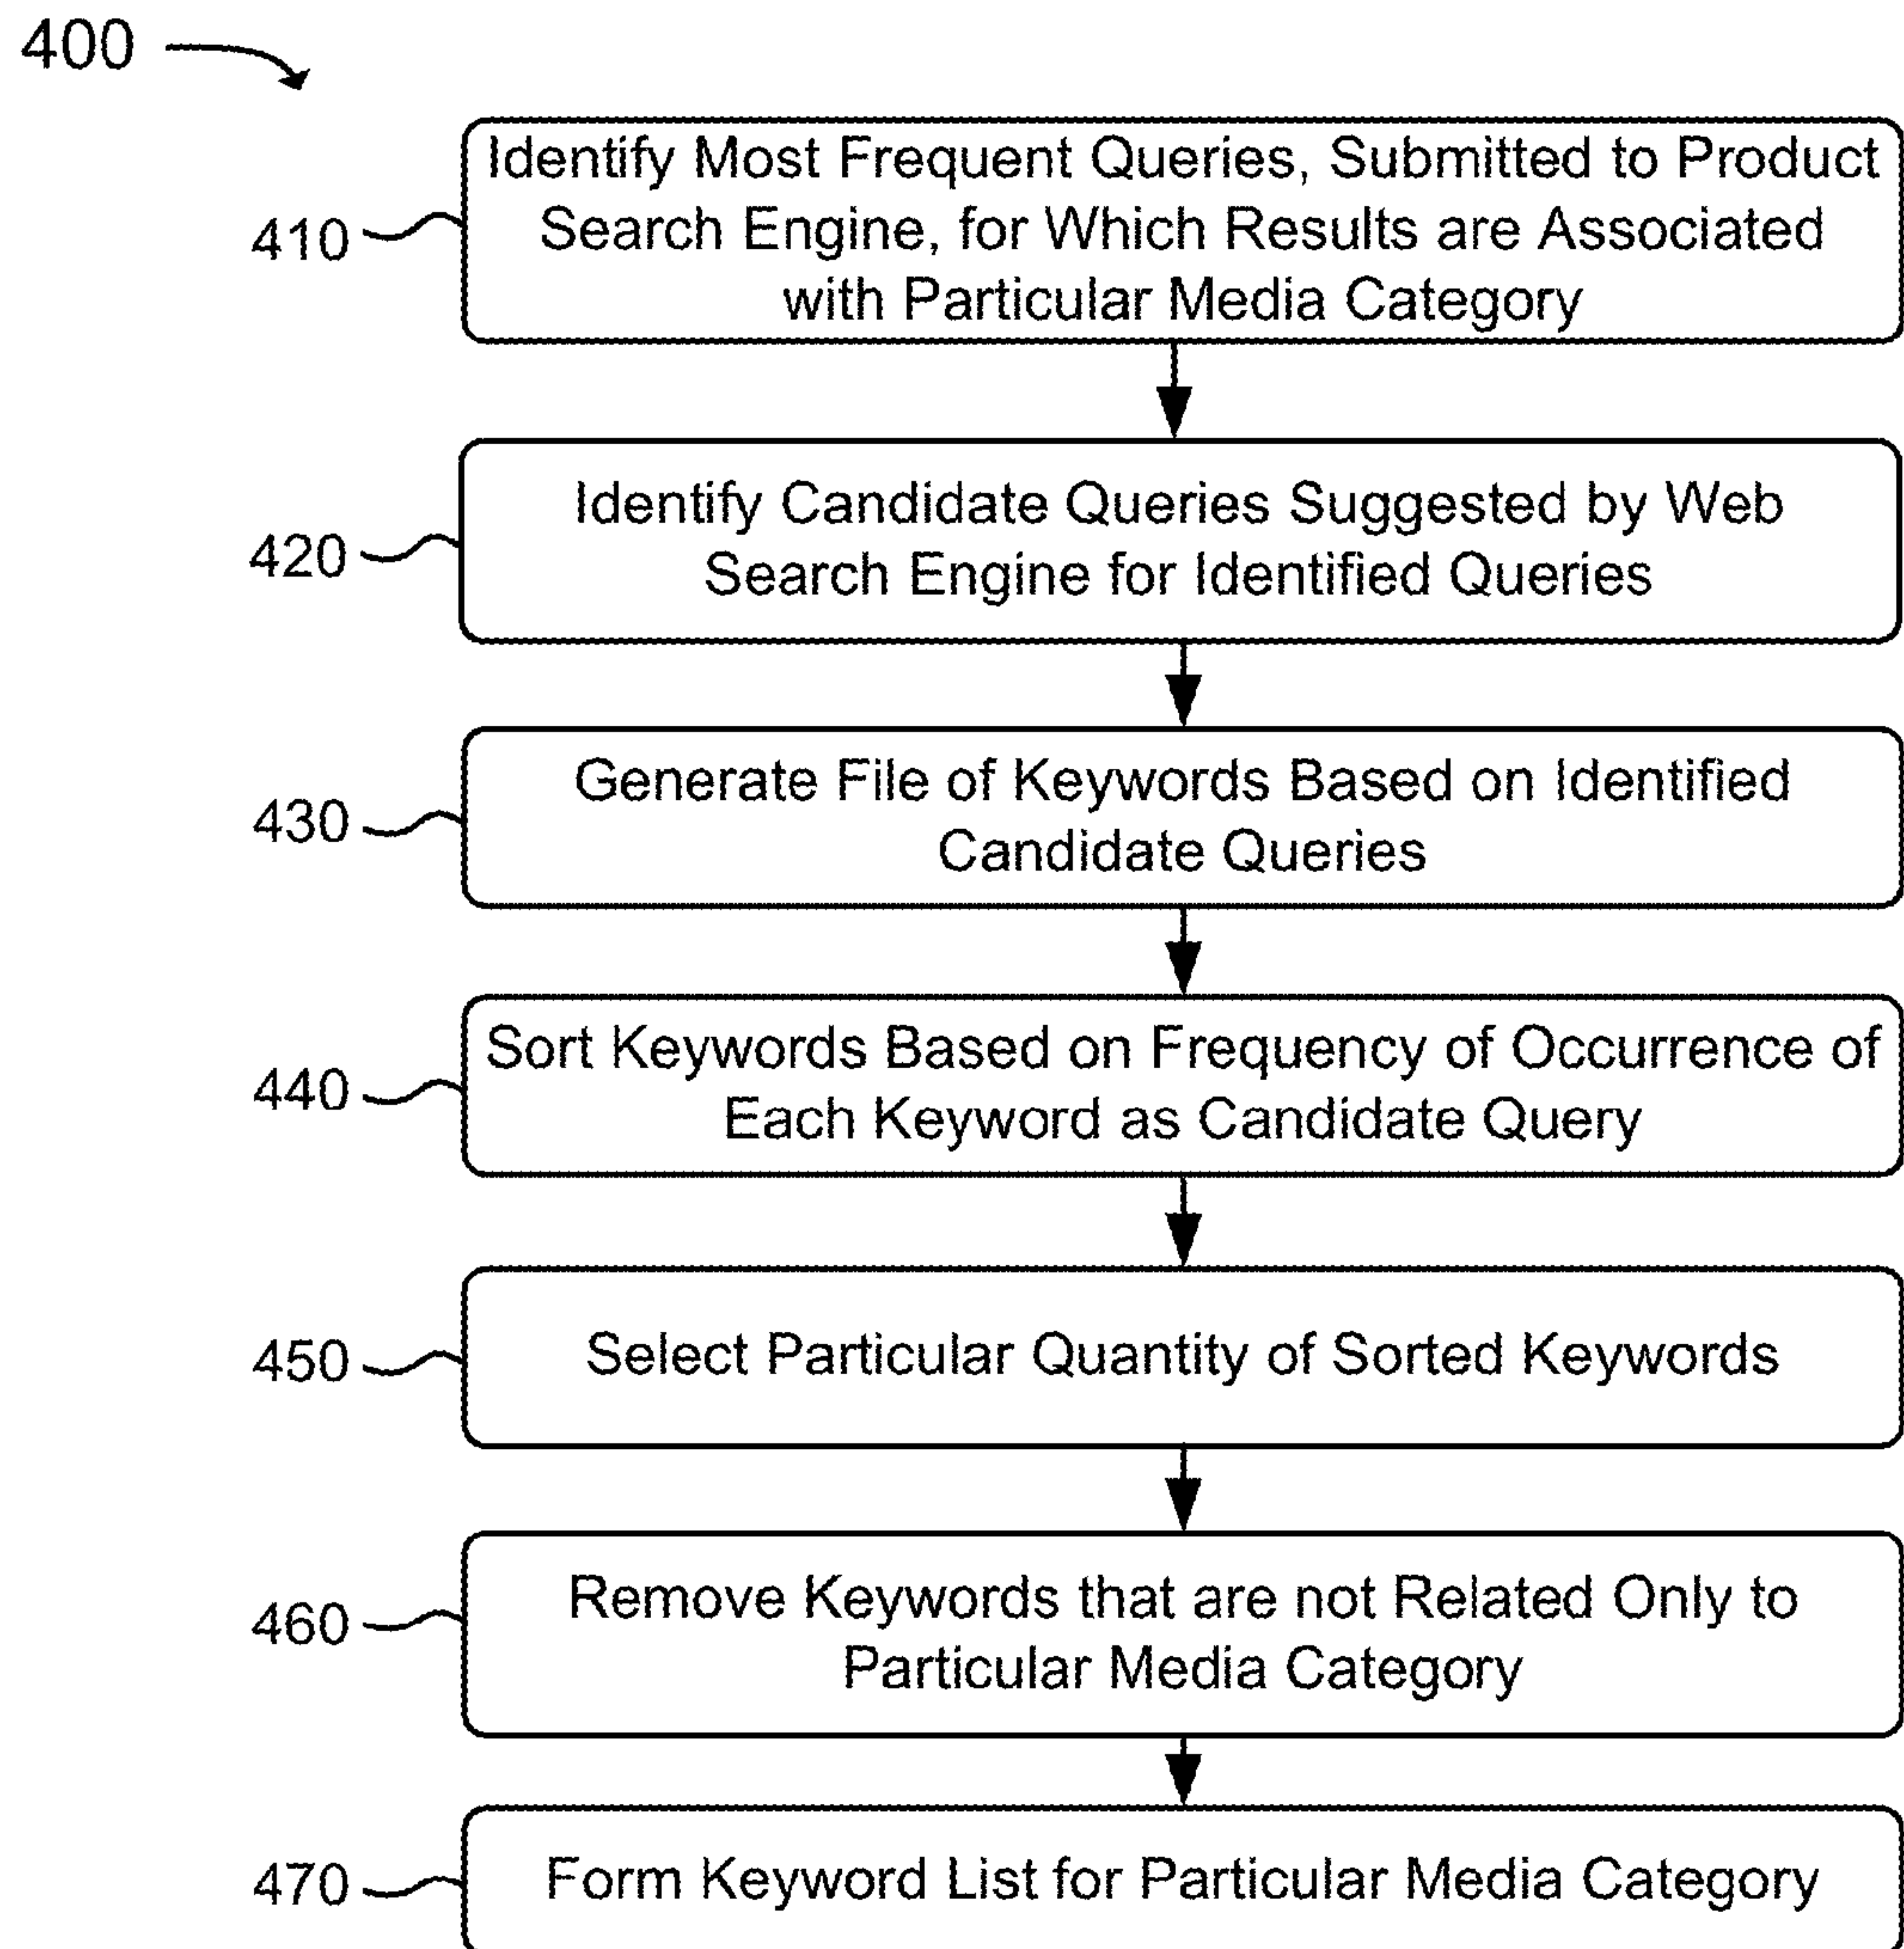 400
Identify Most Frequent Queries, Submitted to Product
Search Engine, for Which Results are Associated
with Particular Media Category
410
Identify Candidate Queries Suggested by Web
Search Engine for Identified Queries
420
Generate File of Keywords Based on Identified
Candidate Queries
430
Sort Keywords Based on Frequency of Occurrence of
Each Keyword as Candidate Query
440
Select Particular Quantity of Sorted Keywords
450
Remove Keywords that are not Related Only to
Particular Media Category
460
Form Keyword List for Particular Media Category
470